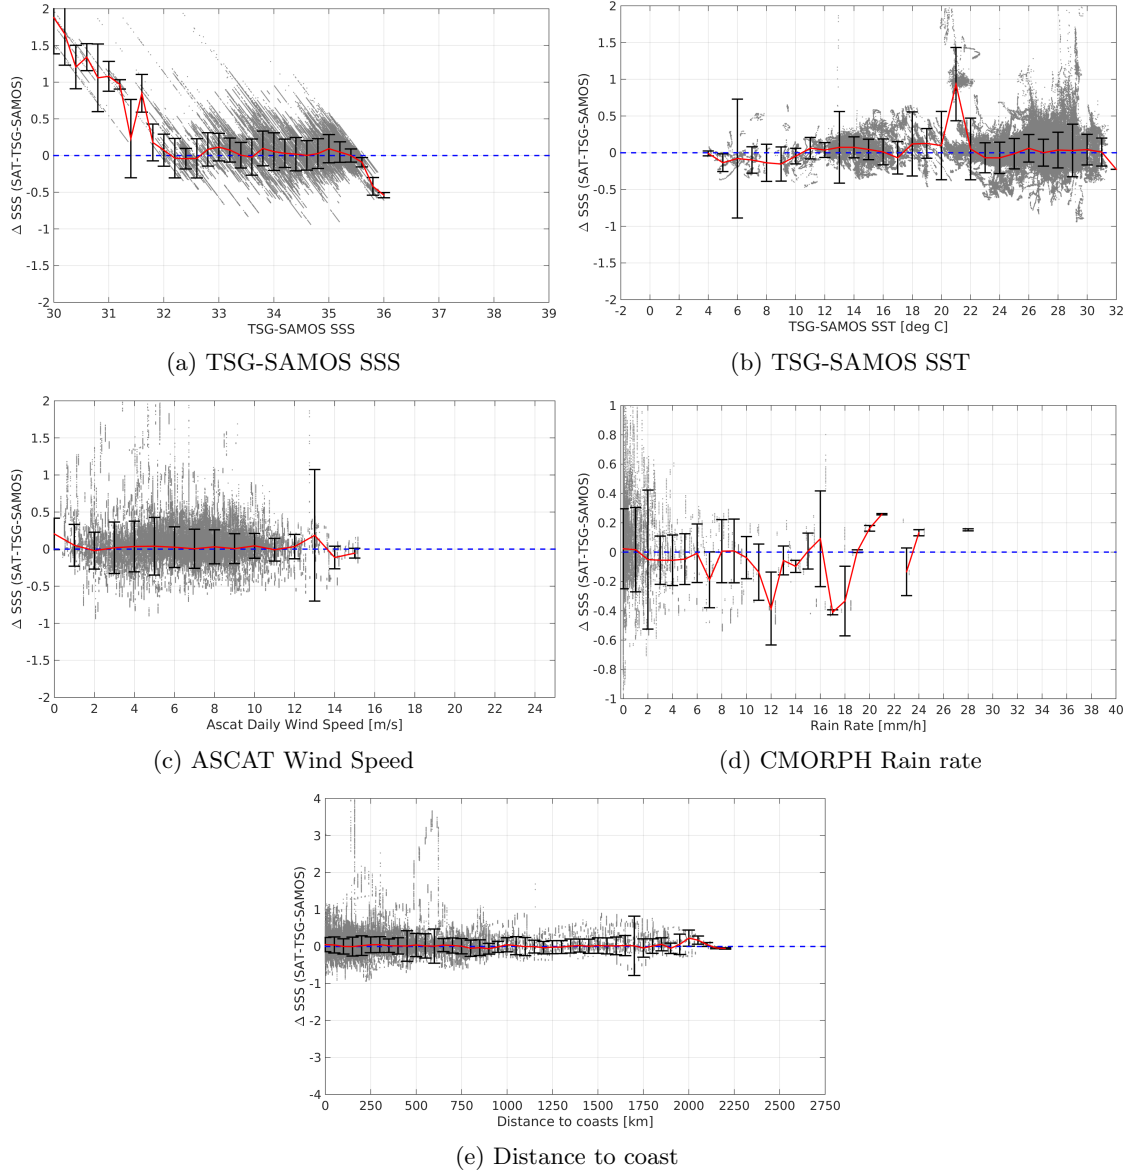 2
1.5
1
0.5
0
-0.5
-1
-1.5
-2
Δ SSS (SAT-TSG-SAMOS)
30 31 32 33 34 35 36 37 38 39
TSG-SAMOS SSS
(a) TSG-SAMOS SSS
2
1.5
1
0.5
0
-0.5
-1
-1.5
-2
Δ SSS (SAT-TSG-SAMOS)
-2 0 2 4 6 8 10 12 14 16 18 20 22 24 26 28 30 32
TSG-SAMOS SST [deg C]
(b) TSG-SAMOS SST
2
1.5
1
0.5
0
-0.5
-1
-1.5
-2
Δ SSS (SAT-TSG-SAMOS)
0 2 4 6 8 10 12 14 16 18 20 22 24
Ascat Daily Wind Speed [m/s]
(c) ASCAT Wind Speed
1
0.8
0.6
0.4
0.2
0
-0.2
-0.4
-0.6
-0.8
-1
Δ SSS (SAT-TSG-SAMOS)
0 2 4 6 8 10 12 14 16 18 20 22 24 26 28 30 32 34 36 38 40
Rain Rate [mm/h]
(d) CMORPH Rain rate
4
3
2
1
0
-1
-2
-3
-4
Δ SSS (SAT-TSG-SAMOS)
0 250 500 750 1000 1250 1500 1750 2000 2250 2500 2750
Distance to coasts [km]
(e) Distance to coast